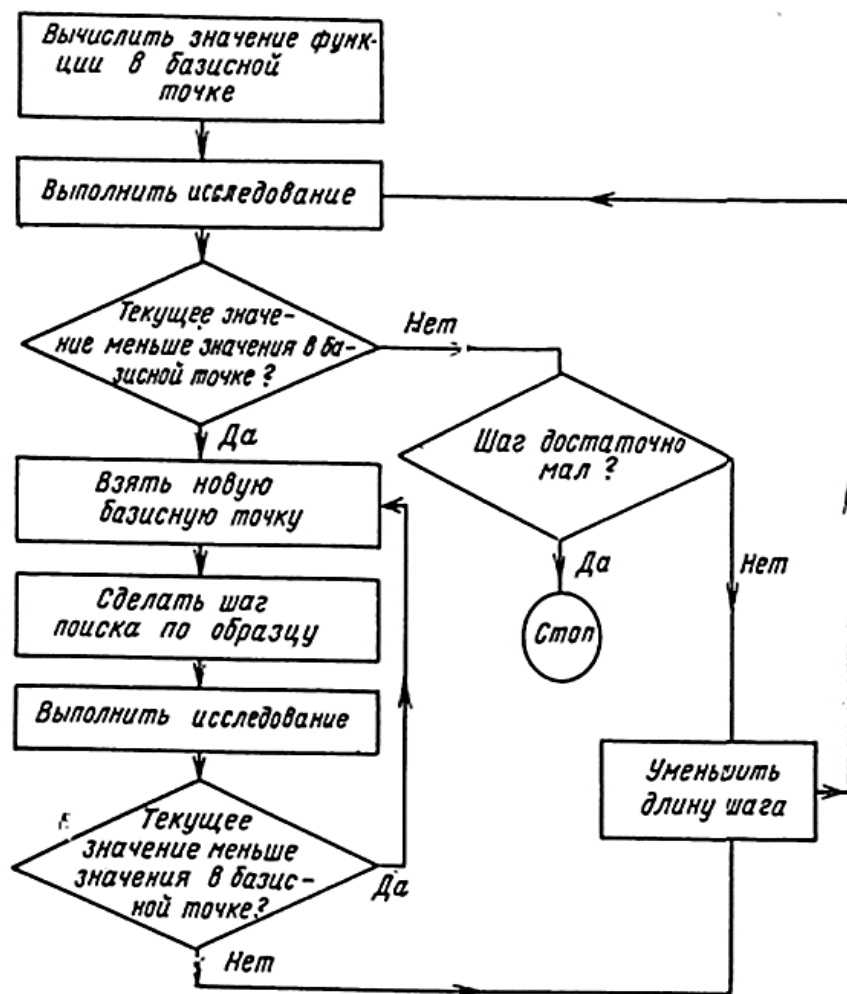 Вычислить значение функ-
ции в базисной
точке
Выполнить исследование
Текущее значе-
ние меньше значения в ба-
зисной точке?
Нет
Да
Шаг достаточно
мал?
Взять новую
базисную точку
Да
Нет
Сделать шаг
поиска по образцу
Стоп
Выполнить исследование
Уменьшить
длину шага
Текущее
значение меньше
значения в базис-
ной точке?
Да
Нет